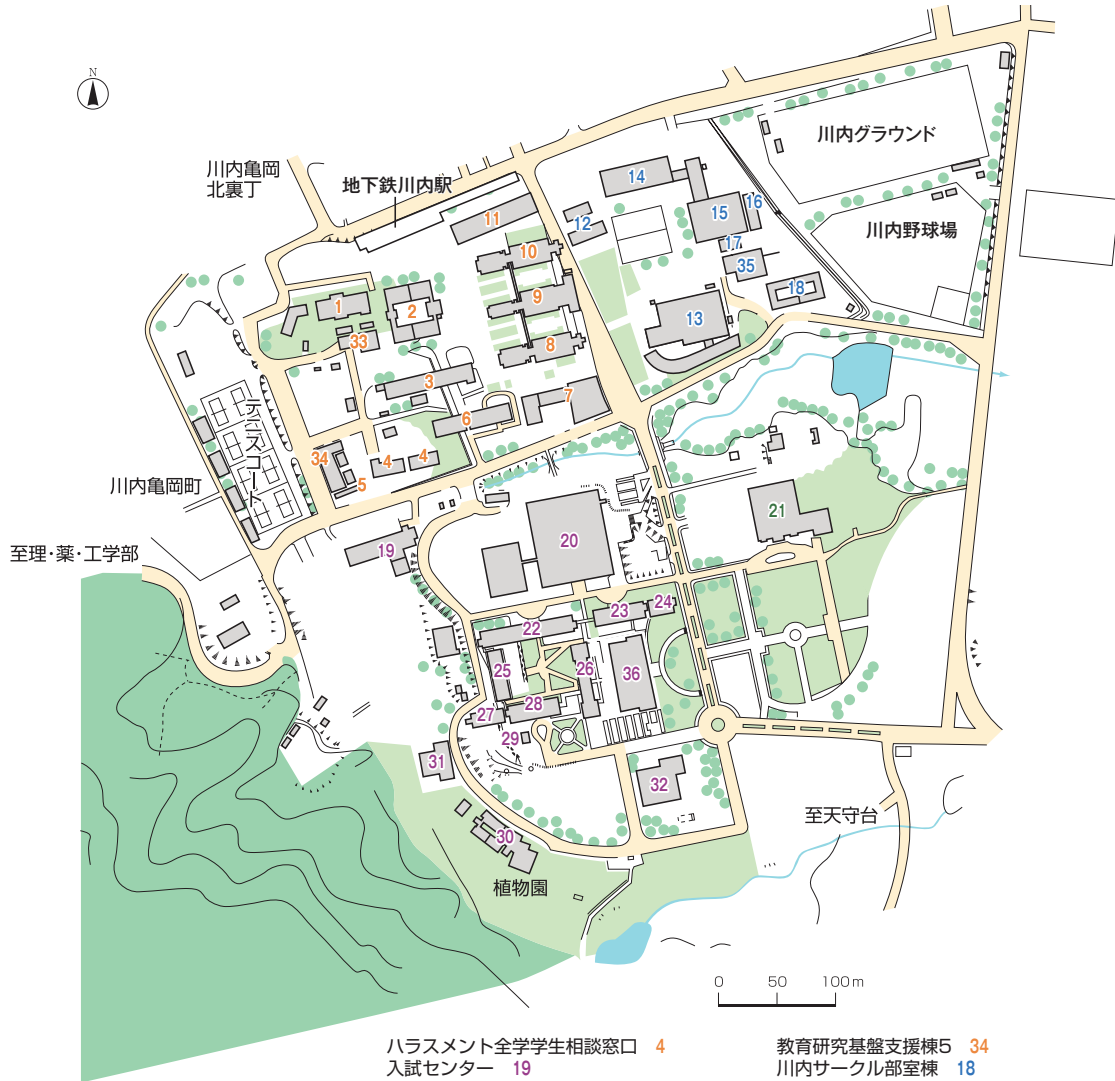 N
川内グラウンド
川内亀岡
北裏丁
地下鉄川内駅
14
16
11
12
15
川内野球場
17
10
35
18
9
1
2
13
33
8
3
7
6
テニスコート
34
4
4
5
川内亀岡町
21
20
19
至理・薬・工学部
24
23
22
25
26
36
28
27
29
31
32
至天守台
30
植物園
0 50 100m
ハラスメント全学学生相談窓口 4
入試センター 19
教育研究基盤支援棟5 34
川内サークル部室棟 18